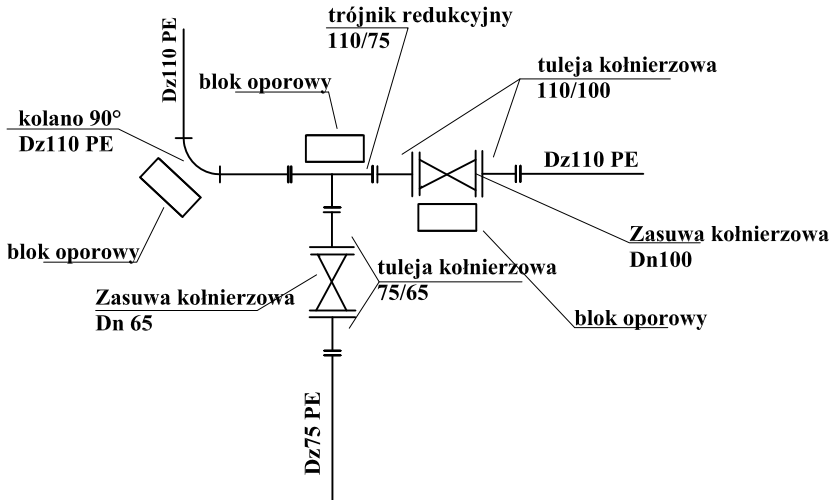 Dz110 PE
trójnik redukcyjny
110/75
blok oporowy
tuleja kołnierzowa
110/100
kolano 90°
Dz110 PE
Dz110 PE
blok oporowy
Zasuwa kołnierzowa
Dn100
tuleja kołnierzowa
75/65
Zasuwa kołnierzowa
Dn 65
blok oporowy
Dz75 PE